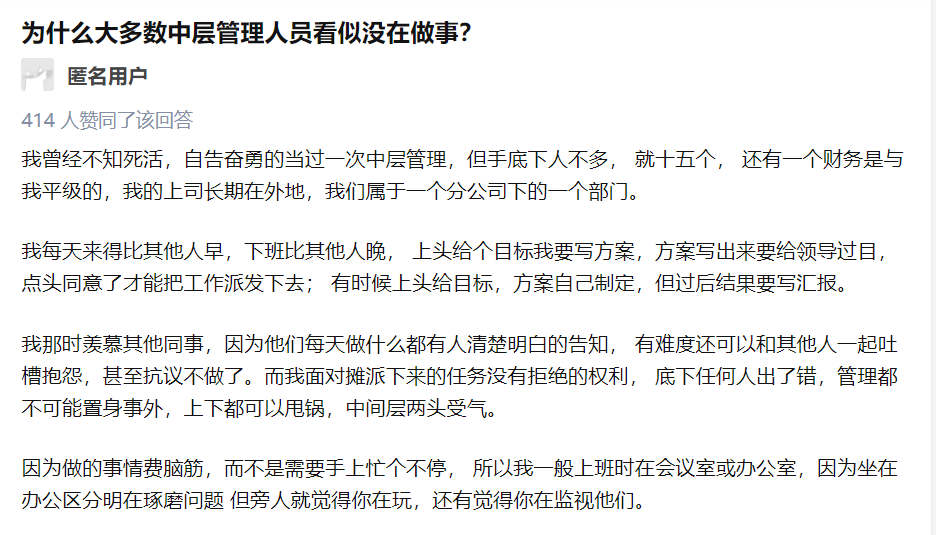 为什么大多数中层管理人员看似没在做事？
匿名用户
414 人赞同了该回答
我曾经不知死活，自告奋勇的当过一次中层管理，但手底下人不多， 就十五个， 还有一个财务是与
我平级的，我的上司长期在外地，我们属于一个分公司下的一个部门。
我每天来得比其他人早，下班比其他人晚， 上头给个目标我要写方案，方案写出来要给领导过目，
点头同意了才能把工作派发下去； 有时候上头给目标，方案自己制定，但过后结果要写汇报。
我那时羡慕其他同事，因为他们每天做什么都有人清楚明白的告知， 有难度还可以和其他人一起吐
槽抱怨，甚至抗议不做了。而我面对摊派下来的任务没有拒绝的权利， 底下任何人出了错，管理都
不可能置身事外，上下都可以甩锅，中间层两头受气。
因为做的事情费脑筋，而不是需要手上忙个不停， 所以我一般上班时在会议室或办公室，因为坐在
办公区分明在琢磨问题 但旁人就觉得你在玩，还有觉得你在监视他们。